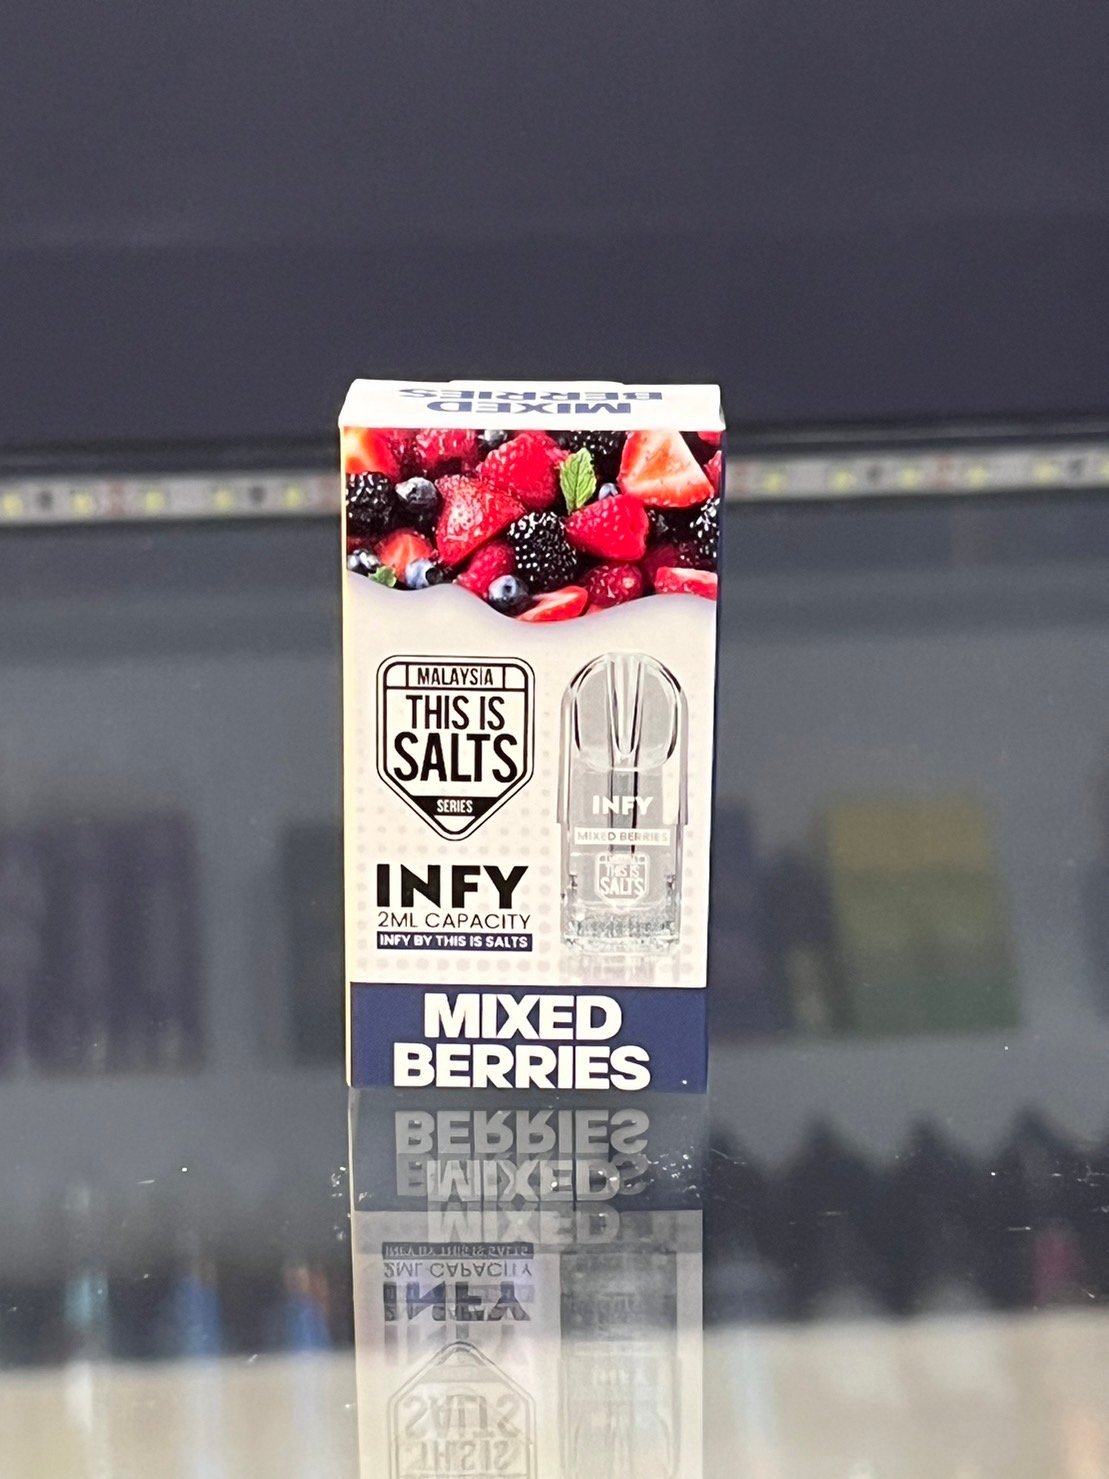 MIXED
BERRIES
MALAYSIA
THIS IS
SALTS
SERIES
INFY
2ML CAPACITY
INFY BY THIS IS SALTS
INFY
MIXED BERRIES
THIS IS
SALTS
MIXED
BERRIES